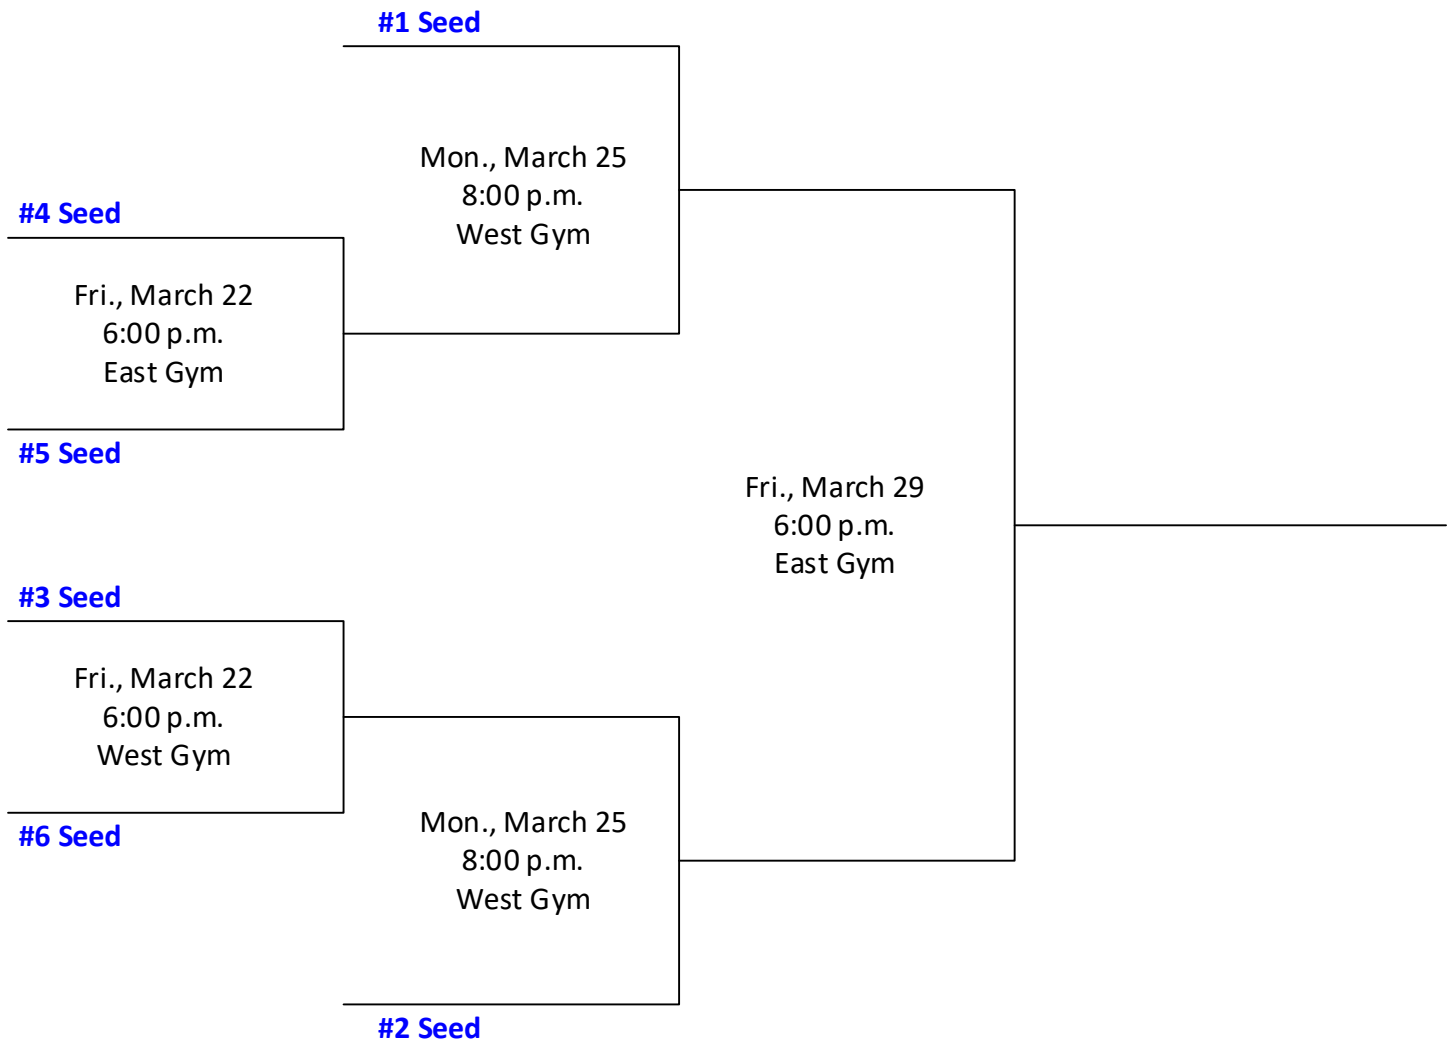 #1 Seed
Mon., March 25
8:00 p.m.
West Gym
#4 Seed
Fri., March 22
6:00 p.m.
East Gym
#5 Seed
Fri., March 29
6:00 p.m.
East Gym
#3 Seed
Fri., March 22
6:00 p.m.
West Gym
#6 Seed
Mon., March 25
8:00 p.m.
West Gym
#2 Seed